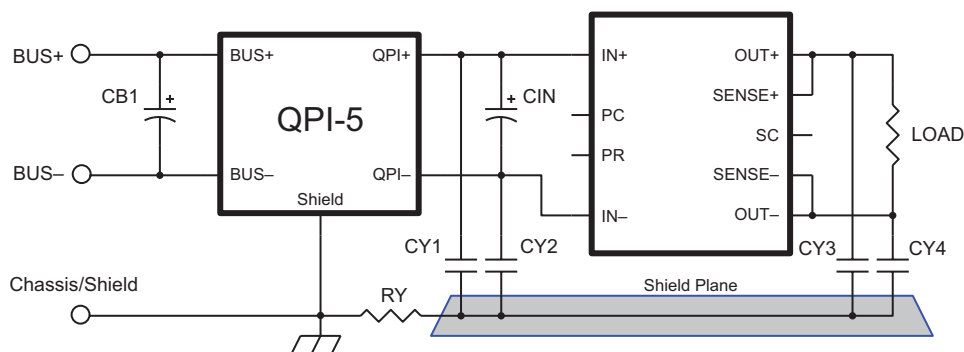 BUS+
BUS+
QPI+
IN+
OUT+
CB1
+
+
CIN
SENSE+
QPI-5
PC
SC
LOAD
PR
BUS–
BUS–
QPI–
SENSE–
Shield
IN–
OUT–
CY1
CY2
CY3
CY4
Chassis/Shield
RY
Shield Plane